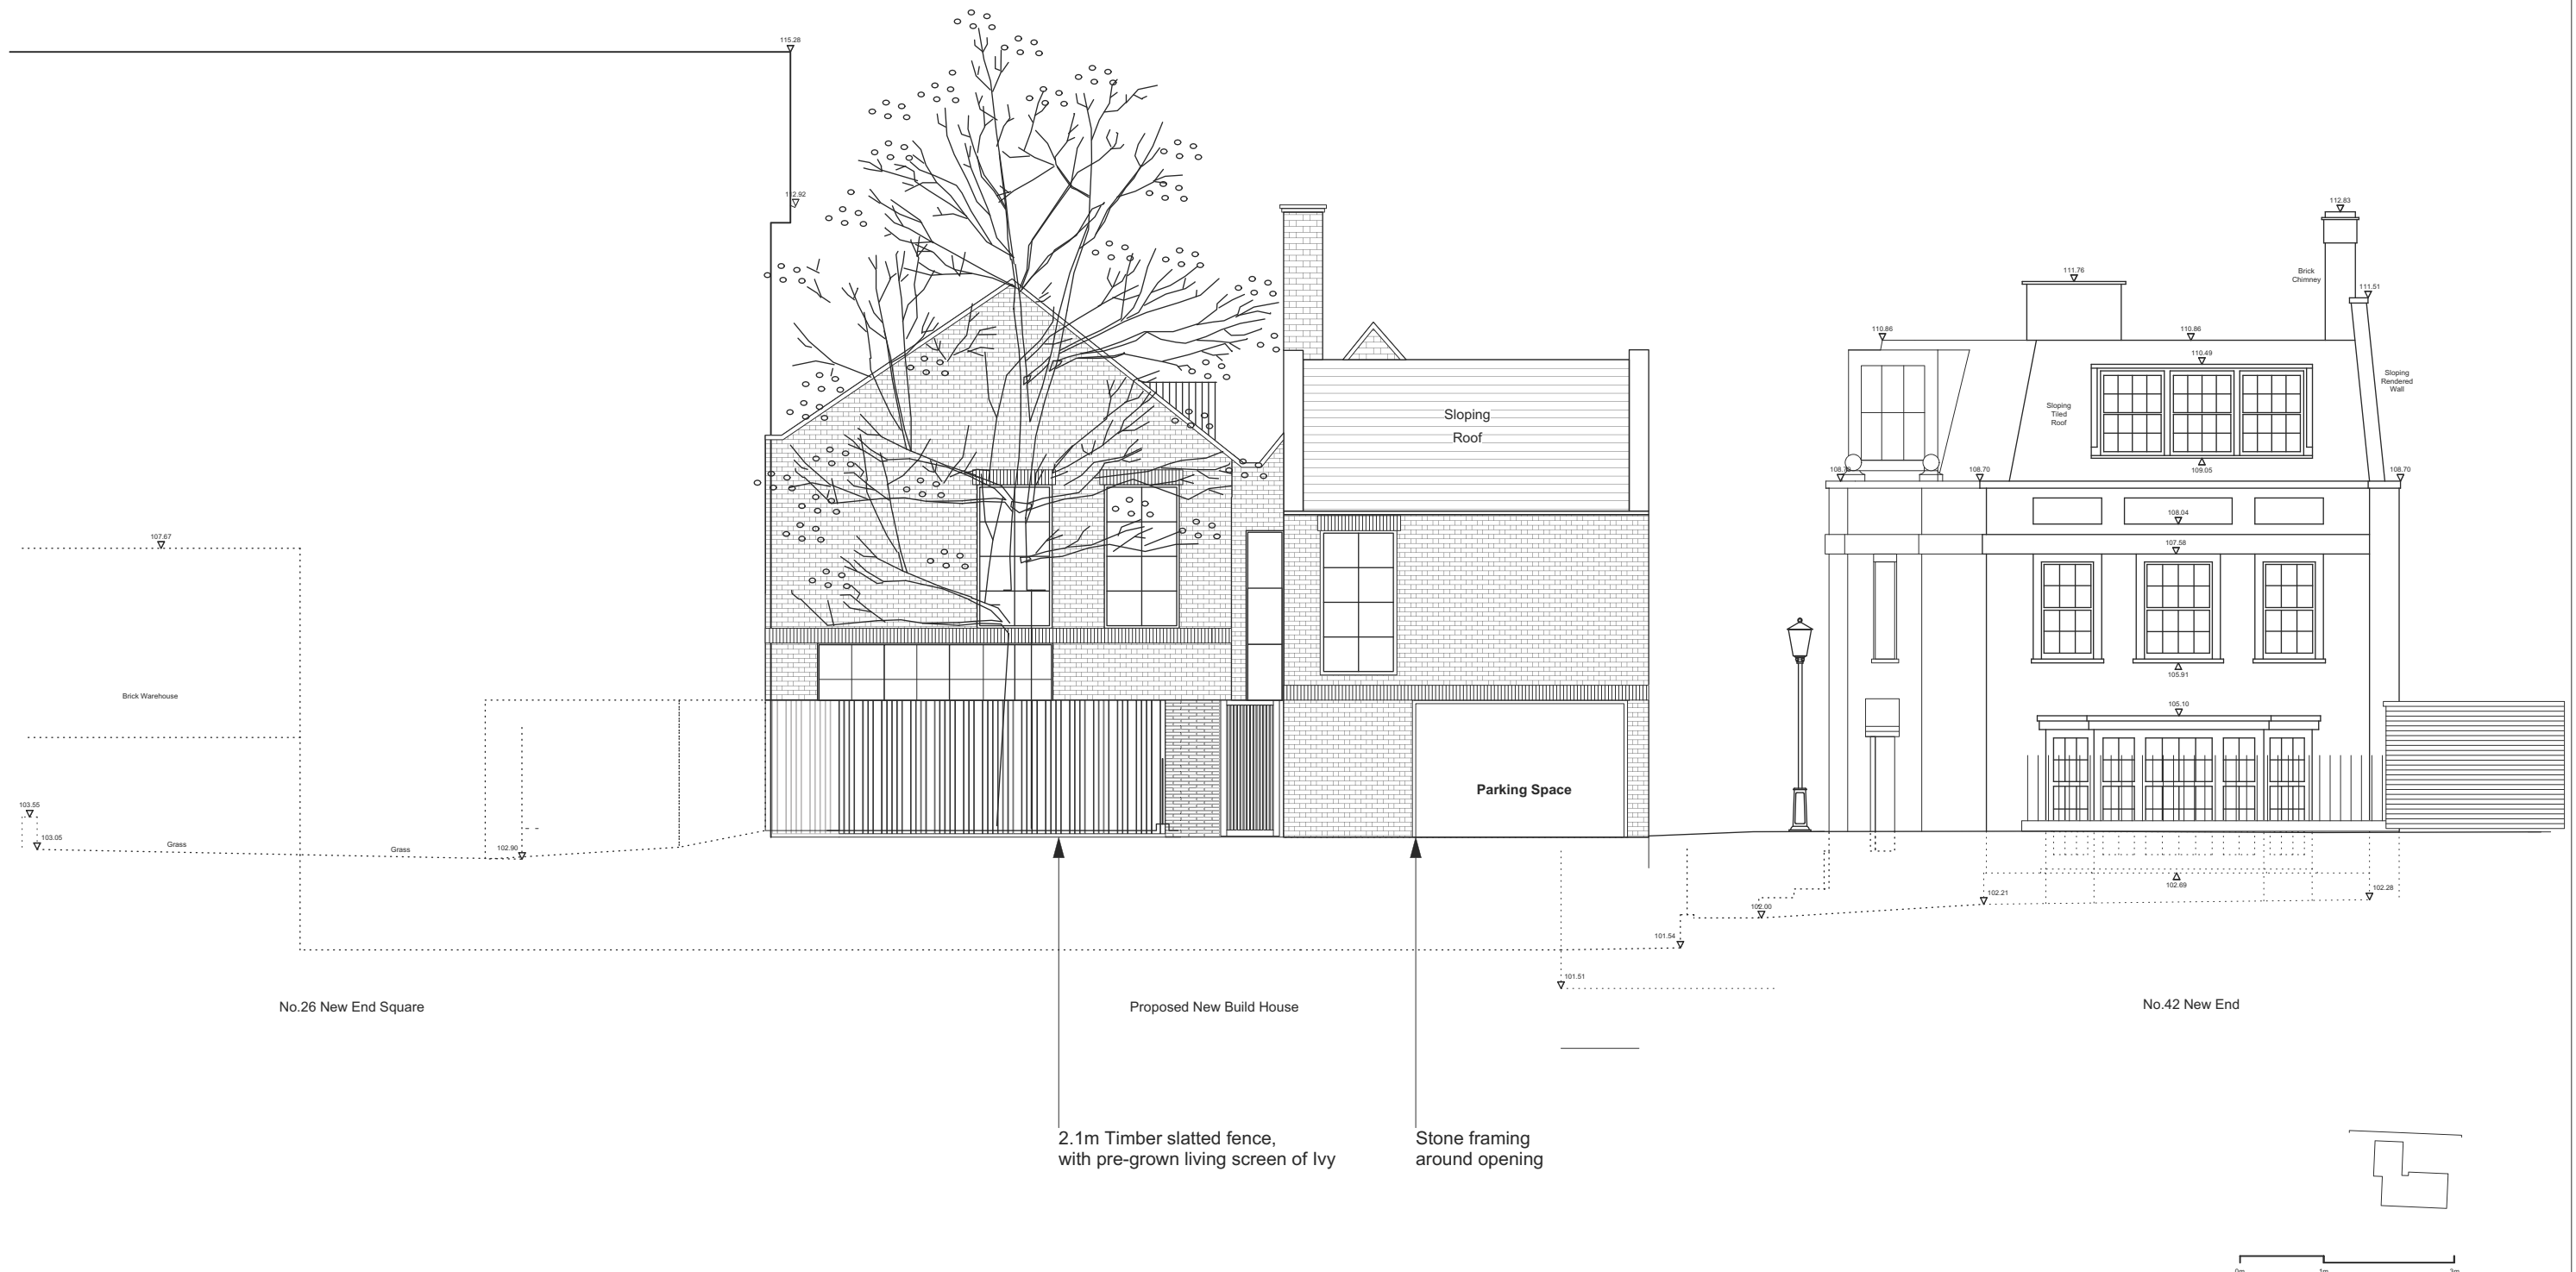 115.28
112.92
112.83
111.76
Brick
Chimney
111.51
110.86
110.86
110.49
Sloping
Rendered
Wall
Sloping
Tiled
Roof
Sloping
Roof
109.05
108.70
108.70
108.04
107.67
107.58
Brick Warehouse
105.91
105.10
Parking Space
103.55
103.05
Grass
Grass
102.90
102.69
102.28
102.21
102.00
101.54
101.51
No.26 New End Square
Proposed New Build House
No.42 New End
2.1m Timber slatted fence,
with pre-grown living screen of Ivy
Stone framing
around opening